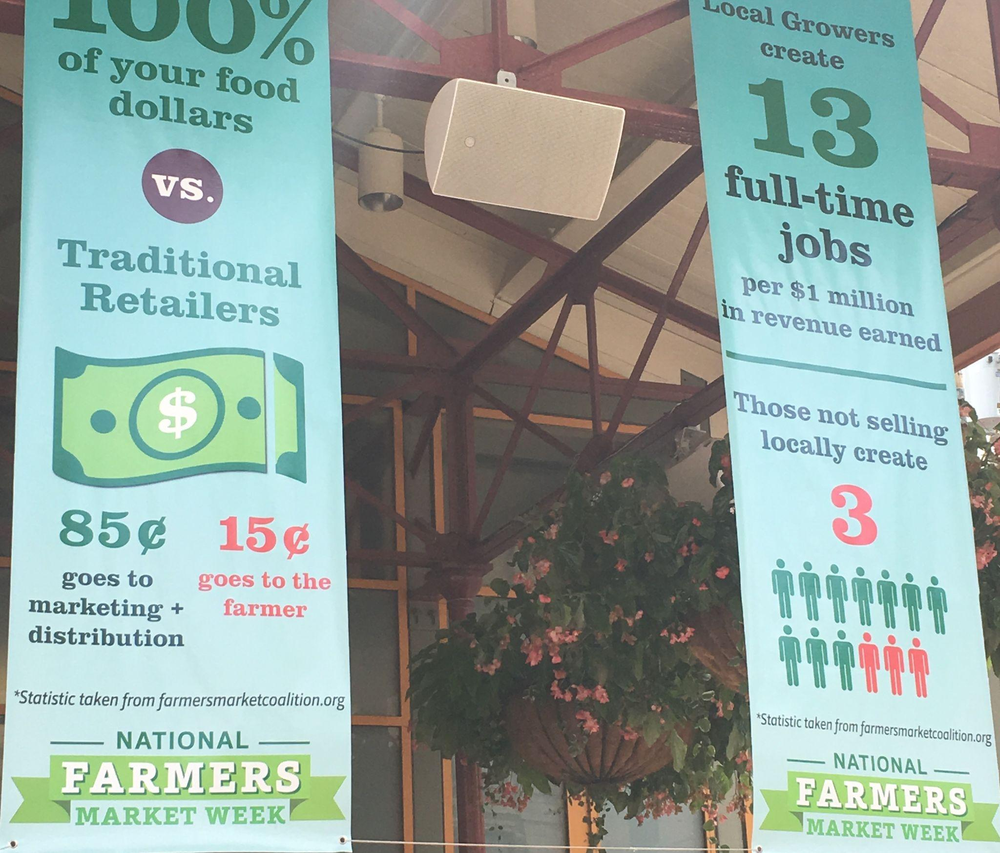 100%
of your food
dollars
vs.
Traditional
Retailers
$
85¢
goes to
marketing +
distribution
15¢
goes to the
farmer
*Statistic taken from farmersmarketcoalition.org
NATIONAL
FARMERS
MARKET WEEK
Local Growers
create
13
full-time
jobs
per $1 million
in revenue earned
Those not selling
locally create
3
*Statistic taken from farmersmarketcoalition.org
NATIONAL
FARMERS
MARKET WEEK